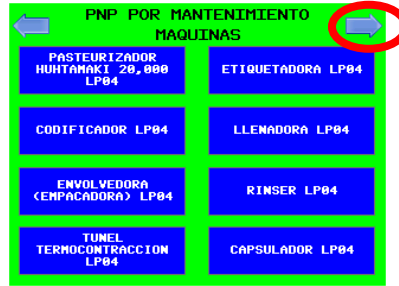 PNP POR MANTENIMIENTO
MAQUINAS
PASTEURIZADOR
HUHTAMAKI 20,000
LP04
ETIQUETADORA LP04
CODIFICADOR LP04
LLENADORA LP04
ENVOLVEDORA
(EMPACADORA) LP04
RINSER LP04
TUNEL
TERMOCONTRACCION
LP04
CAPSULADOR LP04